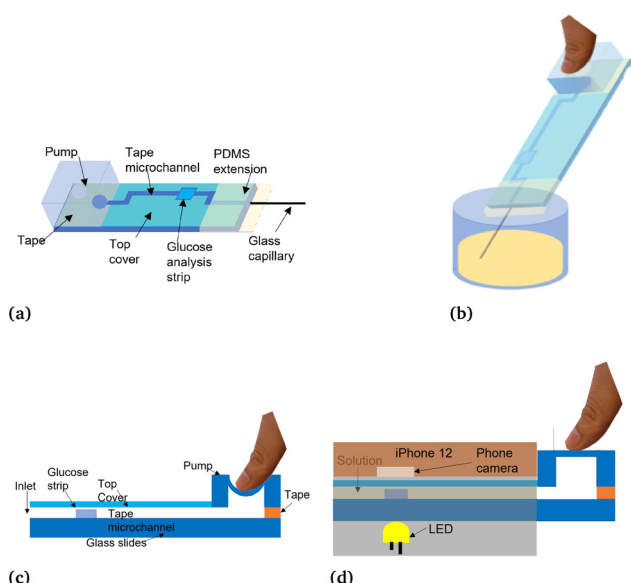 (a)
Pump
Tape
microchannel
PDMS
extension
Tape
Top
cover
Glucose
analysis
strip
Glass
capillary
(b)
Inlet
Glucose
strip
Top
Cover
Pump
Tape
Tape
microchannel
Glass slides
(c)
Solution
iPhone 12
Phone
camera
LED
(d)